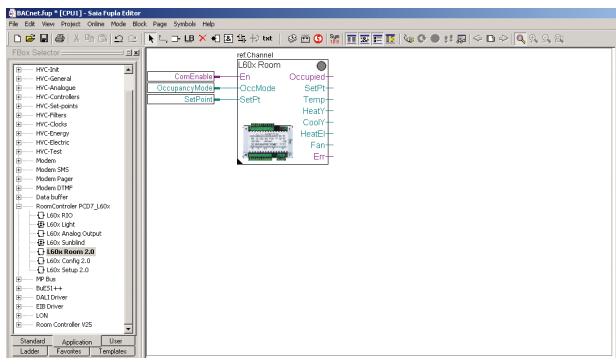 BACnet.fup * [CPU1] - Saia Fupla Editor
File Edit View Project Online Mode Block Page Symbols Help
LB txt Sym
FBox Selector
HVC-Init
HVC-General
HVC-Analogue
HVC-Controllers
HVC-Set-points
HVC-Filters
HVC-Clocks
HVC-Energy
HVC-Electric
HVC-Test
Modem
Modem SMS
Modem Pager
Modem DTMF
Data buffer
RoomControler PCD7_L60x
L60x RIO
L60x Light
L60x Analog Output
L60x Sunblind
L60x Room 2.0
L60x Config 2.0
L60x Setup 2.0
MP Bus
BuES1++
DALI Driver
EIB Driver
LON
Room Controller V25
Standard Application User
Ladder Favorites Templates
ref:Channel
L60x Room
ComEnable En Occupied
OccupancyMode OccMode SetPt
SetPoint SetPt Temp
HeatY
CoolY
HeatEl
Fan
Err